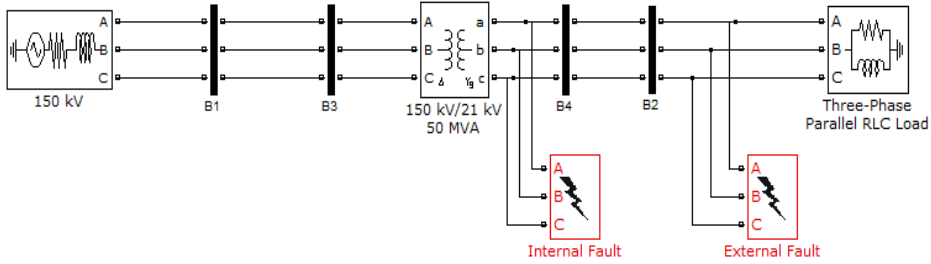 A A a A
B B b B
C C c C
Δ Yg
150 kV
B1
B3
150 kV/21 kV
50 MVA
B4
B2
Three-Phase
Parallel RLC Load
A A
B B
C C
Internal Fault
External Fault